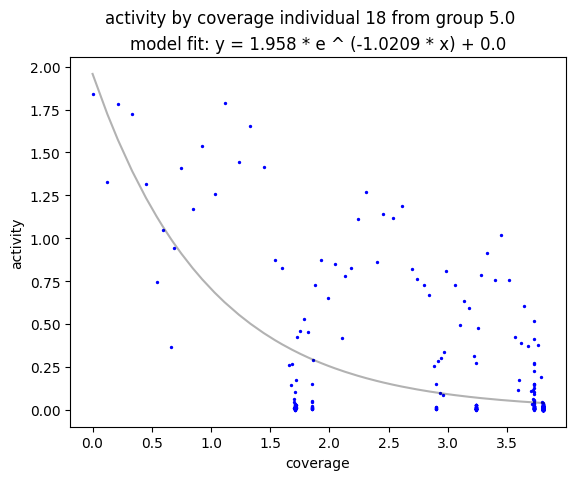 activity by coverage individual 18 from group 5.0
model fit: y = 1.958 * e ^ (-1.0209 * x) + 0.0
2.00
1.75
1.50
1.25
1.00
0.75
0.50
0.25
0.00
activity
0.0 0.5 1.0 1.5 2.0 2.5 3.0 3.5
coverage